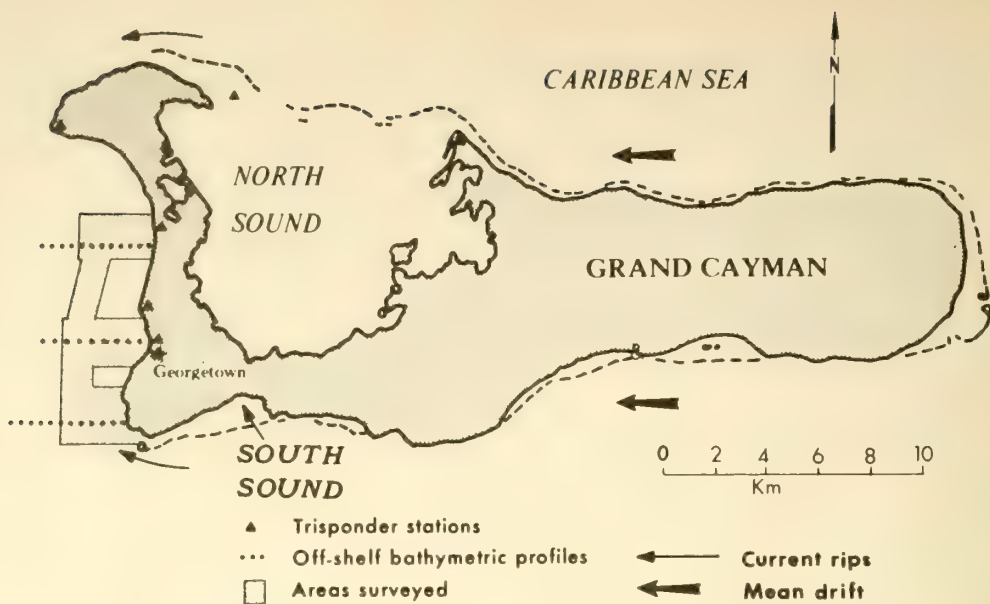 CARIBBEAN SEA
N
NORTH
SOUND
GRAND CAYMAN
Georgetown
SOUTH
SOUND
0 2 4 6 8 10
Km
Trisponder stations
Off-shelf bathymetric profiles
Current rips
Areas surveyed
Mean drift